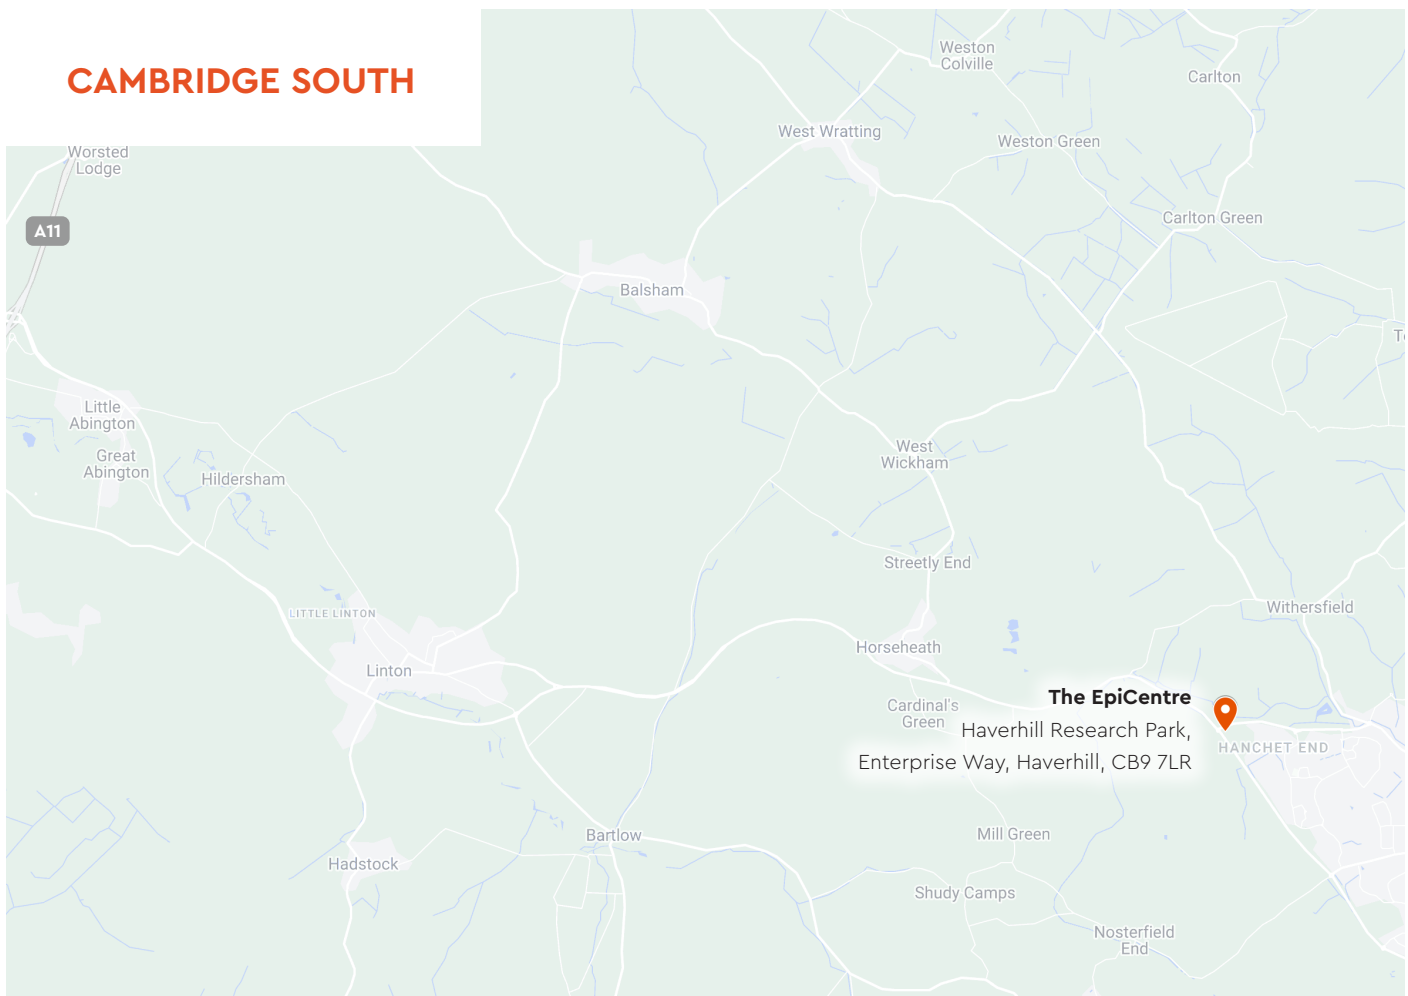 CAMBRIDGE SOUTH
Weston
Colville
Carlton
West Wratting
Weston Green
Worsted
Lodge
Carlton Green
A11
Balsham
Little
Abington
Great
Abington
Hildersham
West
Wickham
Streetly End
LITTLE LINTON
Withersfield
Horseheath
Linton
The EpiCentre
Haverhill Research Park,
Enterprise Way, Haverhill, CB9 7LR
Cardinal's
Green
HANCHET END
Bartlow
Mill Green
Hadstock
Shudy Camps
Nosterfield
End